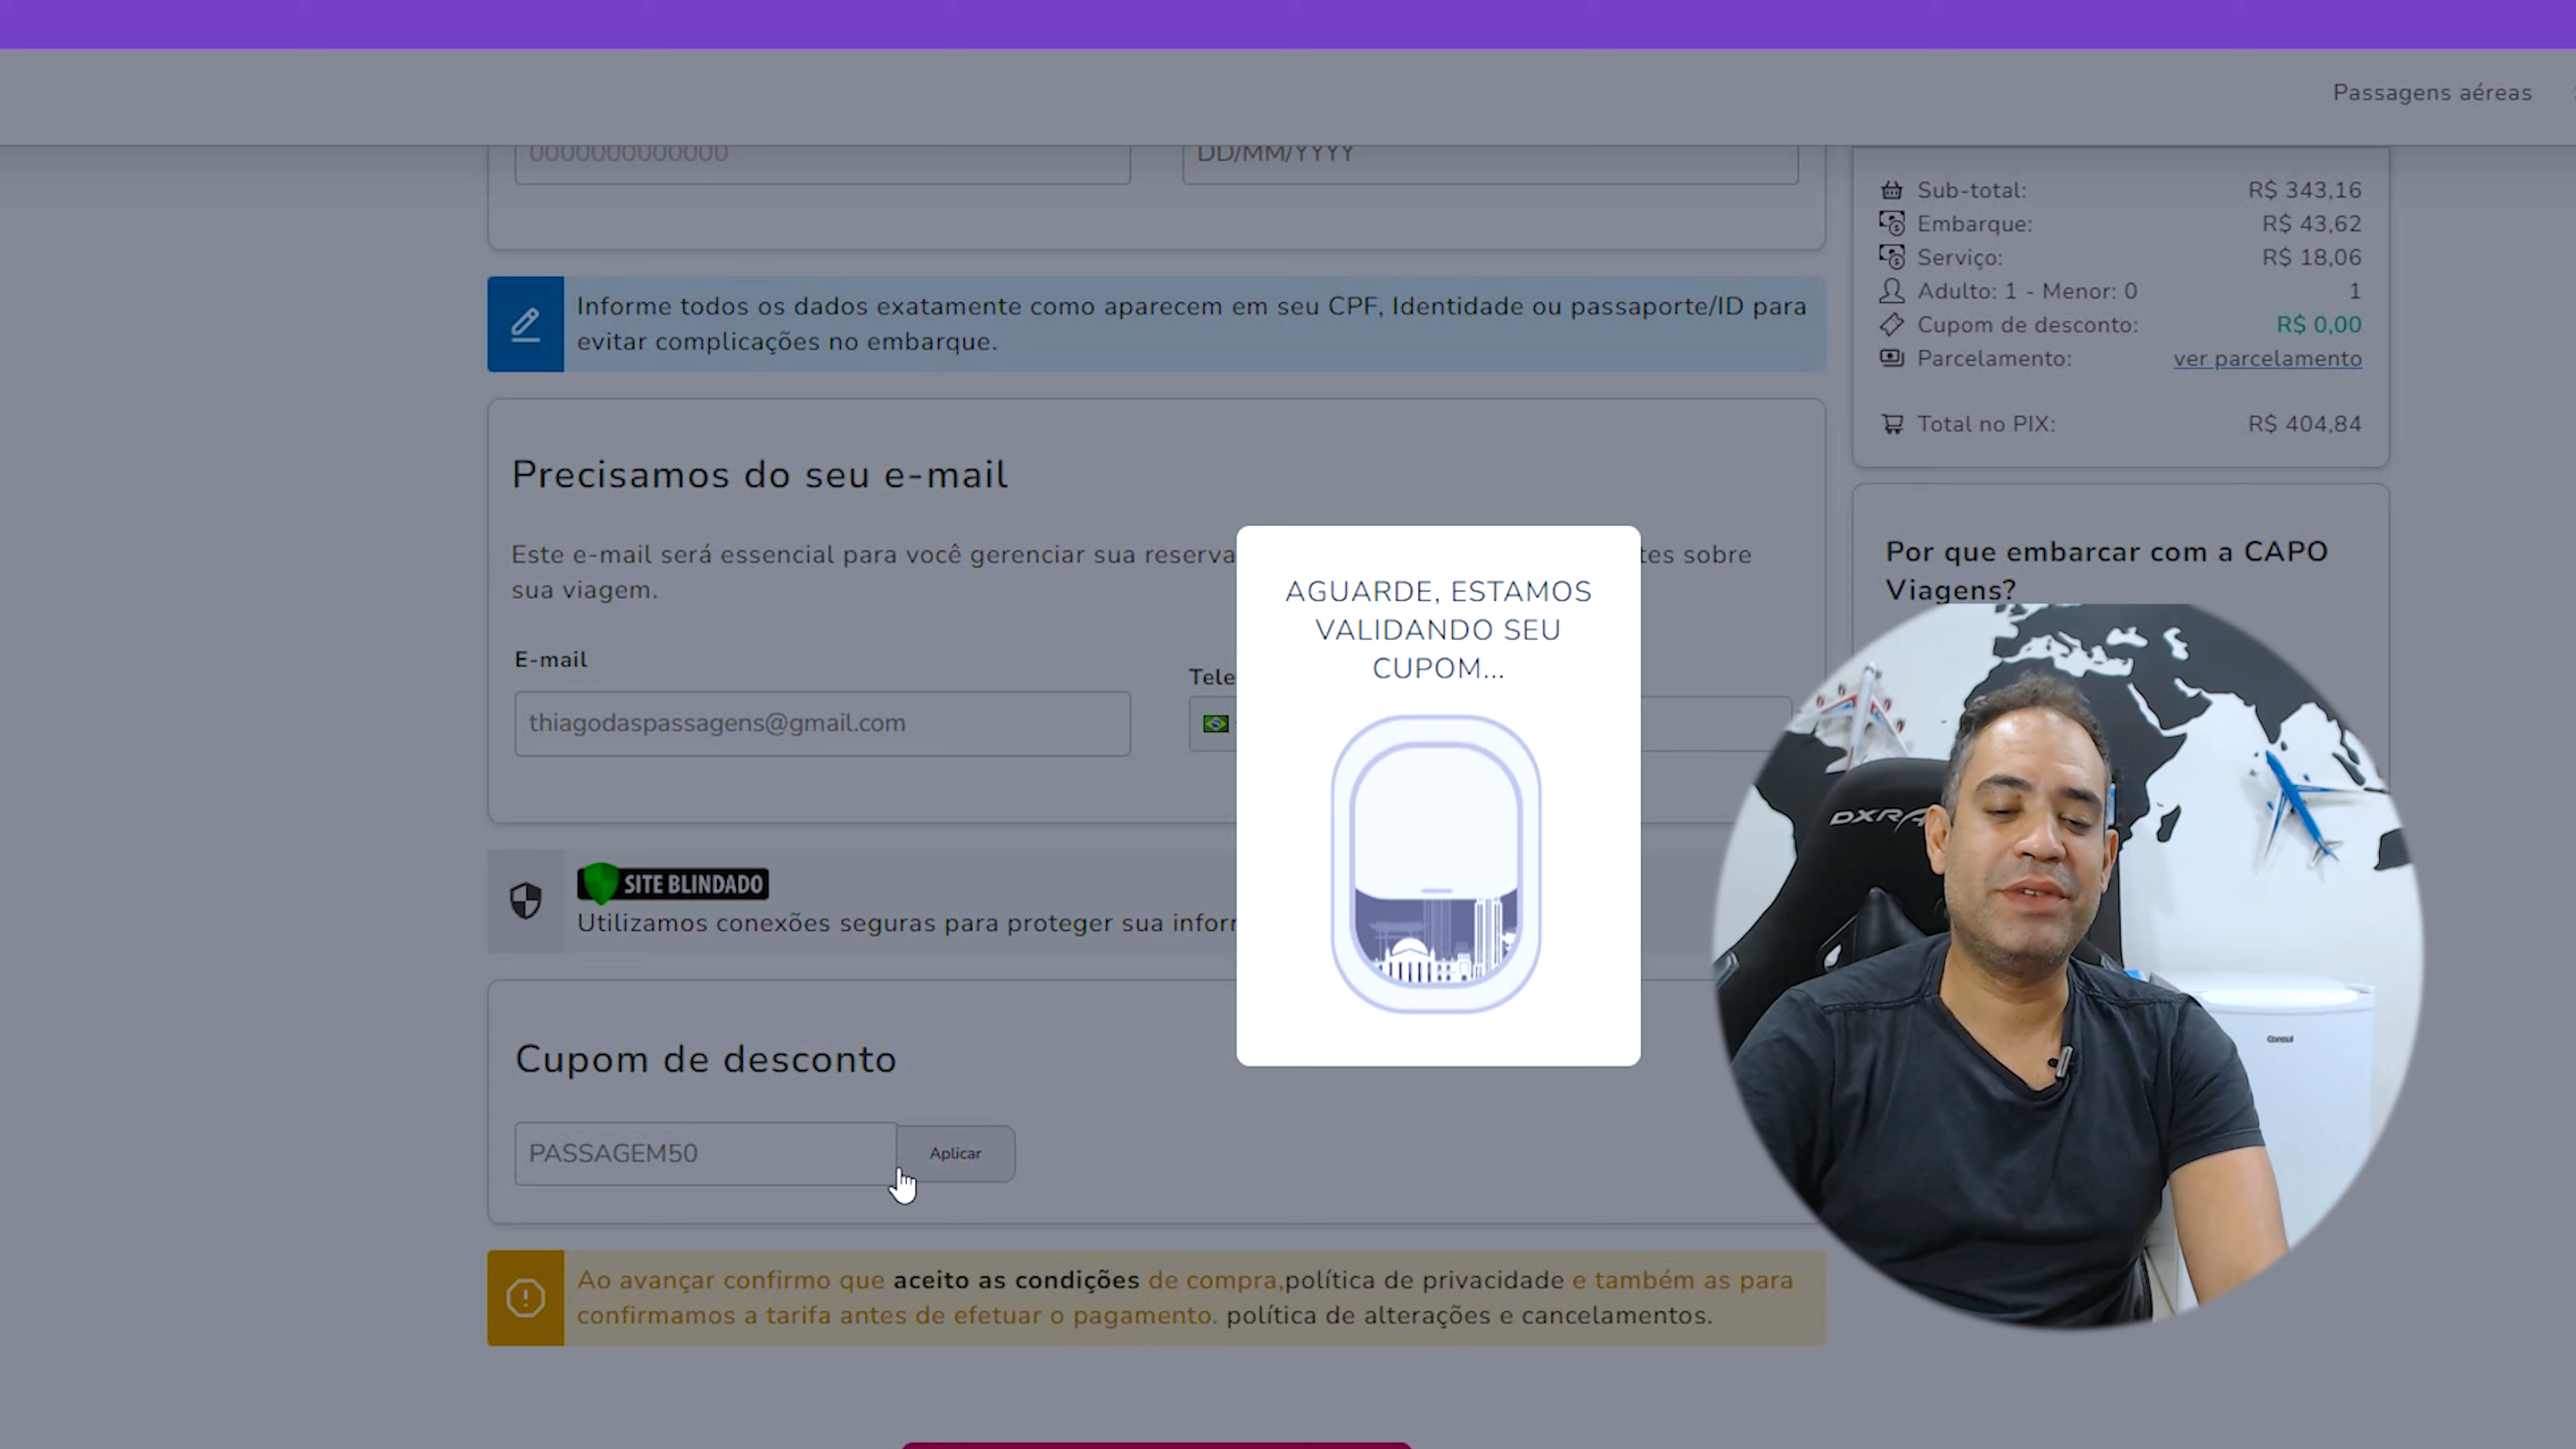 Passagens aéreas
0000000000000
DD/MM/YYYY
Sub-total: R$ 343,16
Embarque: R$ 43,62
Serviço: R$ 18,06
Adulto: 1 - Menor: 0 1
Cupom de desconto: R$ 0,00
Parcelamento: ver parcelamento
Total no PIX: R$ 404,84
Informe todos os dados exatamente como aparecem em seu CPF, Identidade ou passaporte/ID para
evitar complicações no embarque.
Precisamos do seu e-mail
Este e-mail será essencial para você gerenciar sua reserva
tes sobre
sua viagem.
E-mail
thiagodaspassagens@gmail.com
Tele
AGUARDE, ESTAMOS
VALIDANDO SEU
CUPOM...
Por que embarcar com a CAPO
Viagens?
SITE BLINDADO
Utilizamos conexões seguras para proteger sua infor
Cupom de desconto
PASSAGEM50
Aplicar
Ao avançar confirmo que aceito as condições de compra,política de privacidade e também as para
confirmamos a tarifa antes de efetuar o pagamento. política de alterações e cancelamentos.
DXRA
Consul